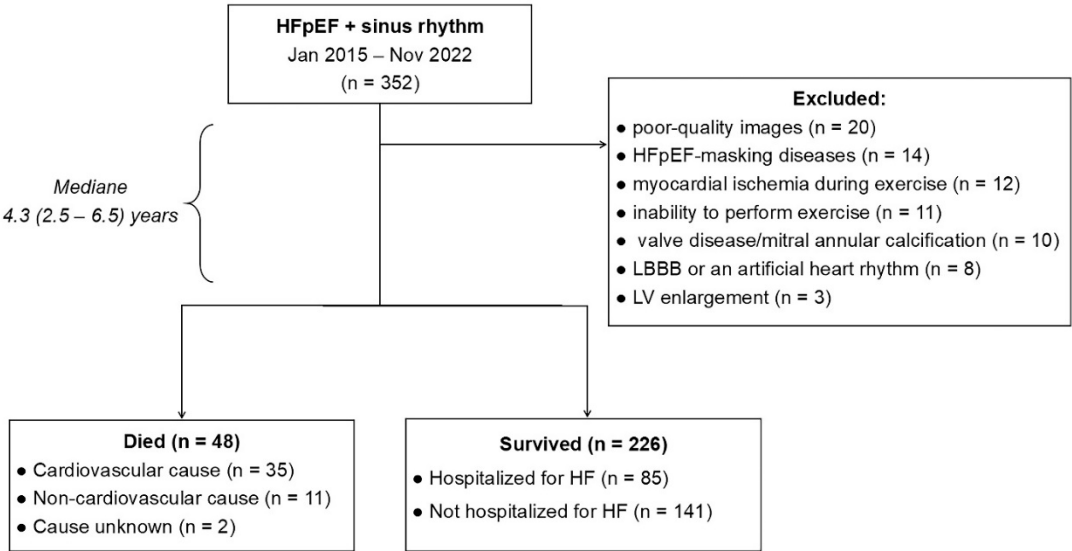 HFpEF + sinus rhythm
Jan 2015 – Nov 2022
(n = 352)
Excluded:
● poor-quality images (n = 20)
● HFpEF-masking diseases (n = 14)
● myocardial ischemia during exercise (n = 12)
● inability to perform exercise (n = 11)
● valve disease/mitral annular calcification (n = 10)
● LBBB or an artificial heart rhythm (n = 8)
● LV enlargement (n = 3)
Mediane
4.3 (2.5 – 6.5) years
Died (n = 48)
● Cardiovascular cause (n = 35)
● Non-cardiovascular cause (n = 11)
● Cause unknown (n = 2)
Survived (n = 226)
● Hospitalized for HF (n = 85)
● Not hospitalized for HF (n = 141)